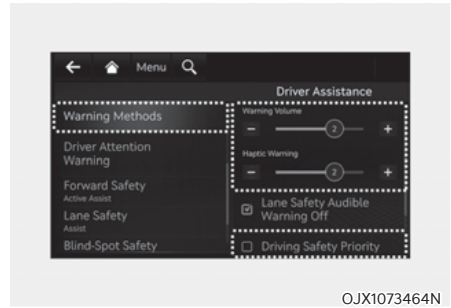 Menu
Driver Assistance
Warning Methods
Warning Volume
- 2 +
Driver Attention
Warning
Haptic Warning
- 2 +
Forward Safety
Active Assist
Lane Safety
Assist
Lane Safety Audible
Warning Off
Blind-Spot Safety
Driving Safety Priority
OJX1073464N